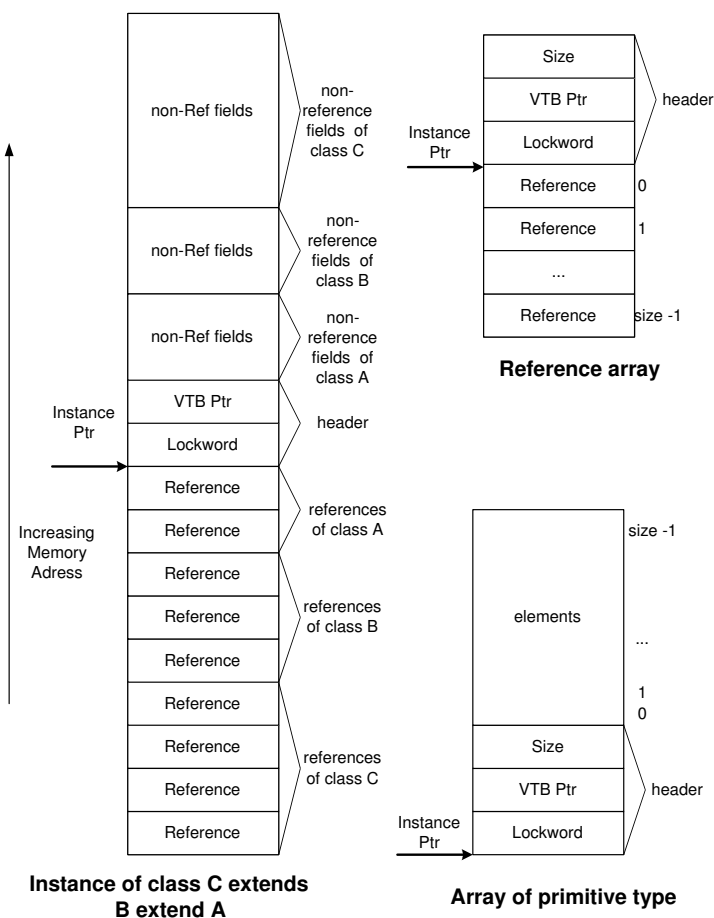 non-Ref fields
non-
reference
fields of
class C
non-Ref fields
non-
reference
fields of
class B
non-Ref fields
non-
reference
fields of
class A
VTB Ptr
Lockword
header
Instance
Ptr
Increasing
Memory
Adress
Reference
Reference
references
of class A
Reference
Reference
Reference
references
of class B
Reference
Reference
Reference
Reference
references
of class C
Instance of class C extends
B extend A
Size
VTB Ptr
Lockword
header
Instance
Ptr
Reference
0
Reference
1
...
Reference
size -1
Reference array
size -1
elements
...
1
0
Size
VTB Ptr
Lockword
header
Instance
Ptr
Array of primitive type